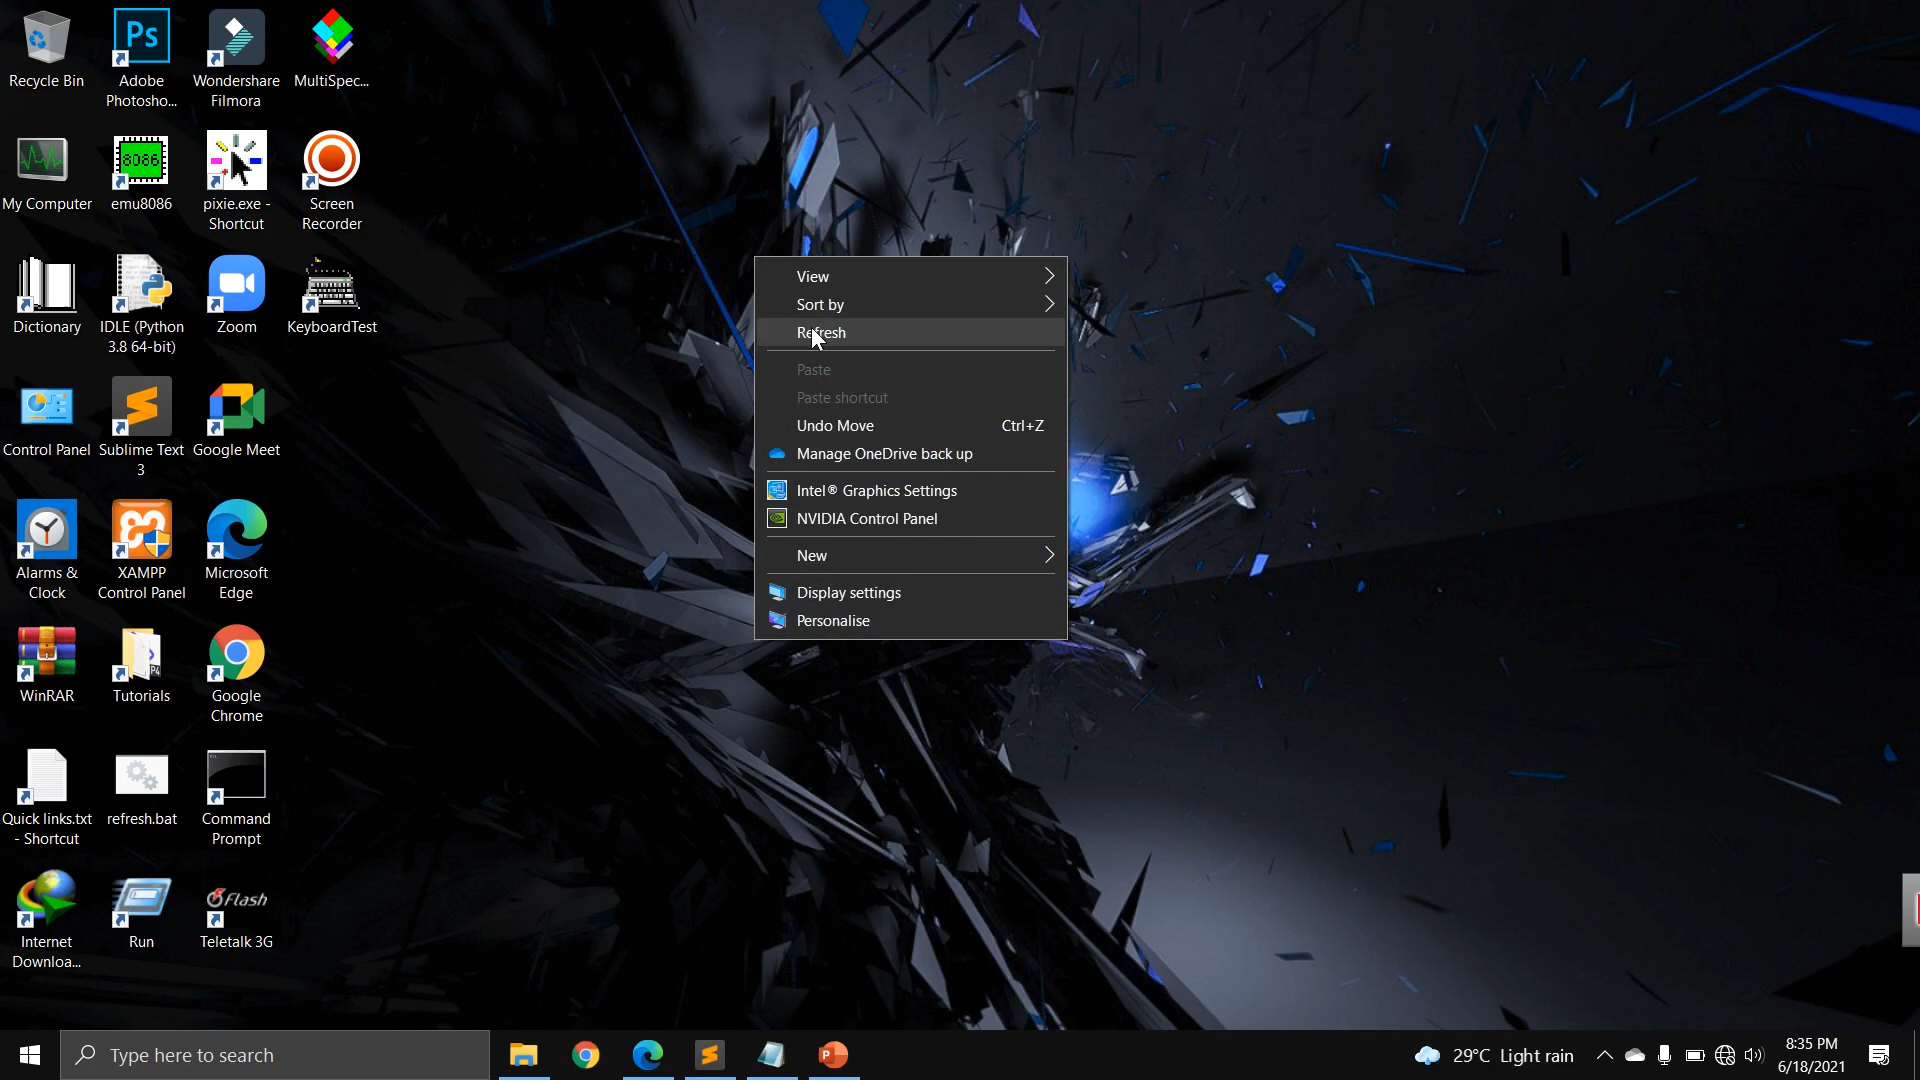 Recycle Bin
Ps
Adobe
Photosho...
Wondershare
Filmora
MultiSpec...
My Computer
8086
emu8086
pixie.exe -
Shortcut
Screen
Recorder
Dictionary
IDLE (Python
3.8 64-bit)
Zoom
KeyboardTest
Control Panel
Sublime Text
3
Google Meet
Alarms &
Clock
XAMPP
Control Panel
Microsoft
Edge
WinRAR
P4
Tutorials
Google
Chrome
Quick links.txt
- Shortcut
refresh.bat
Command
Prompt
Internet
Downloa...
Run
Flash
Teletalk 3G
View
Sort by
Refresh
Paste
Paste shortcut
Undo Move Ctrl+Z
Manage OneDrive back up
Intel® Graphics Settings
NVIDIA Control Panel
New
Display settings
Personalise
Type here to search
29°C Light rain
8:35 PM
6/18/2021